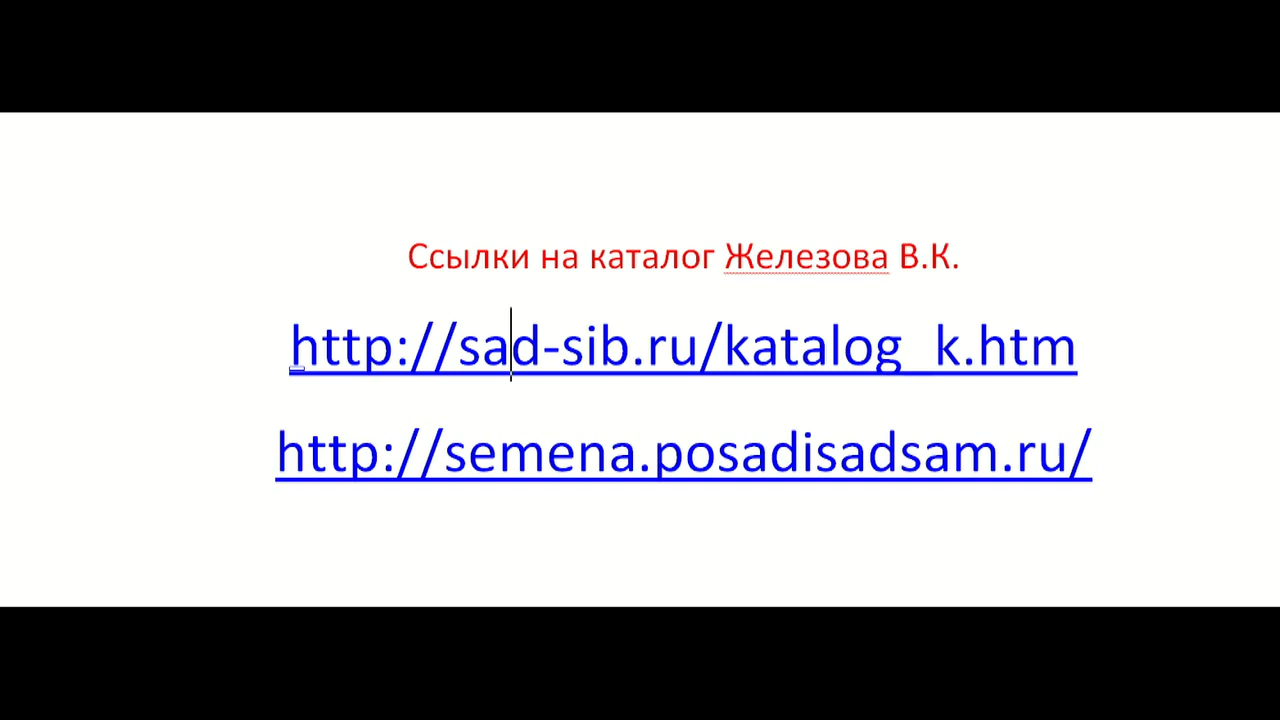 Ссылки на каталог Железова В.К.
http://sad-sib.ru/katalog_k.htm
http://semena.posadisadsam.ru/